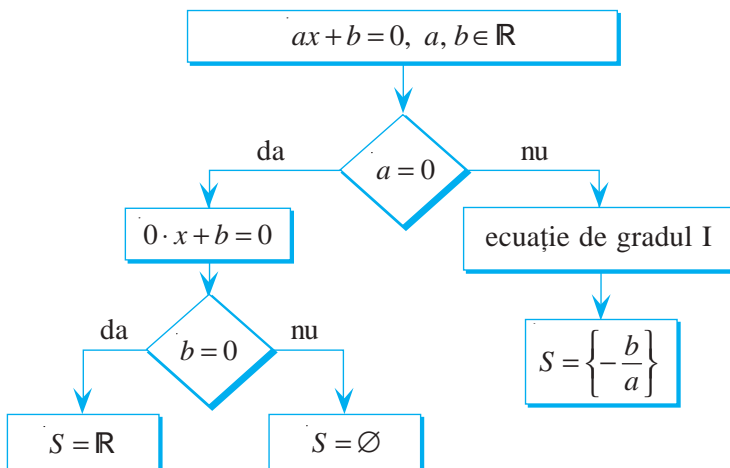 ax + b = 0, a, b ∈ ℝ
da
nu
a = 0
0 · x + b = 0
ecuație de gradul I
da
nu
b = 0
S = {-b/a}
S = ℝ
S = ∅